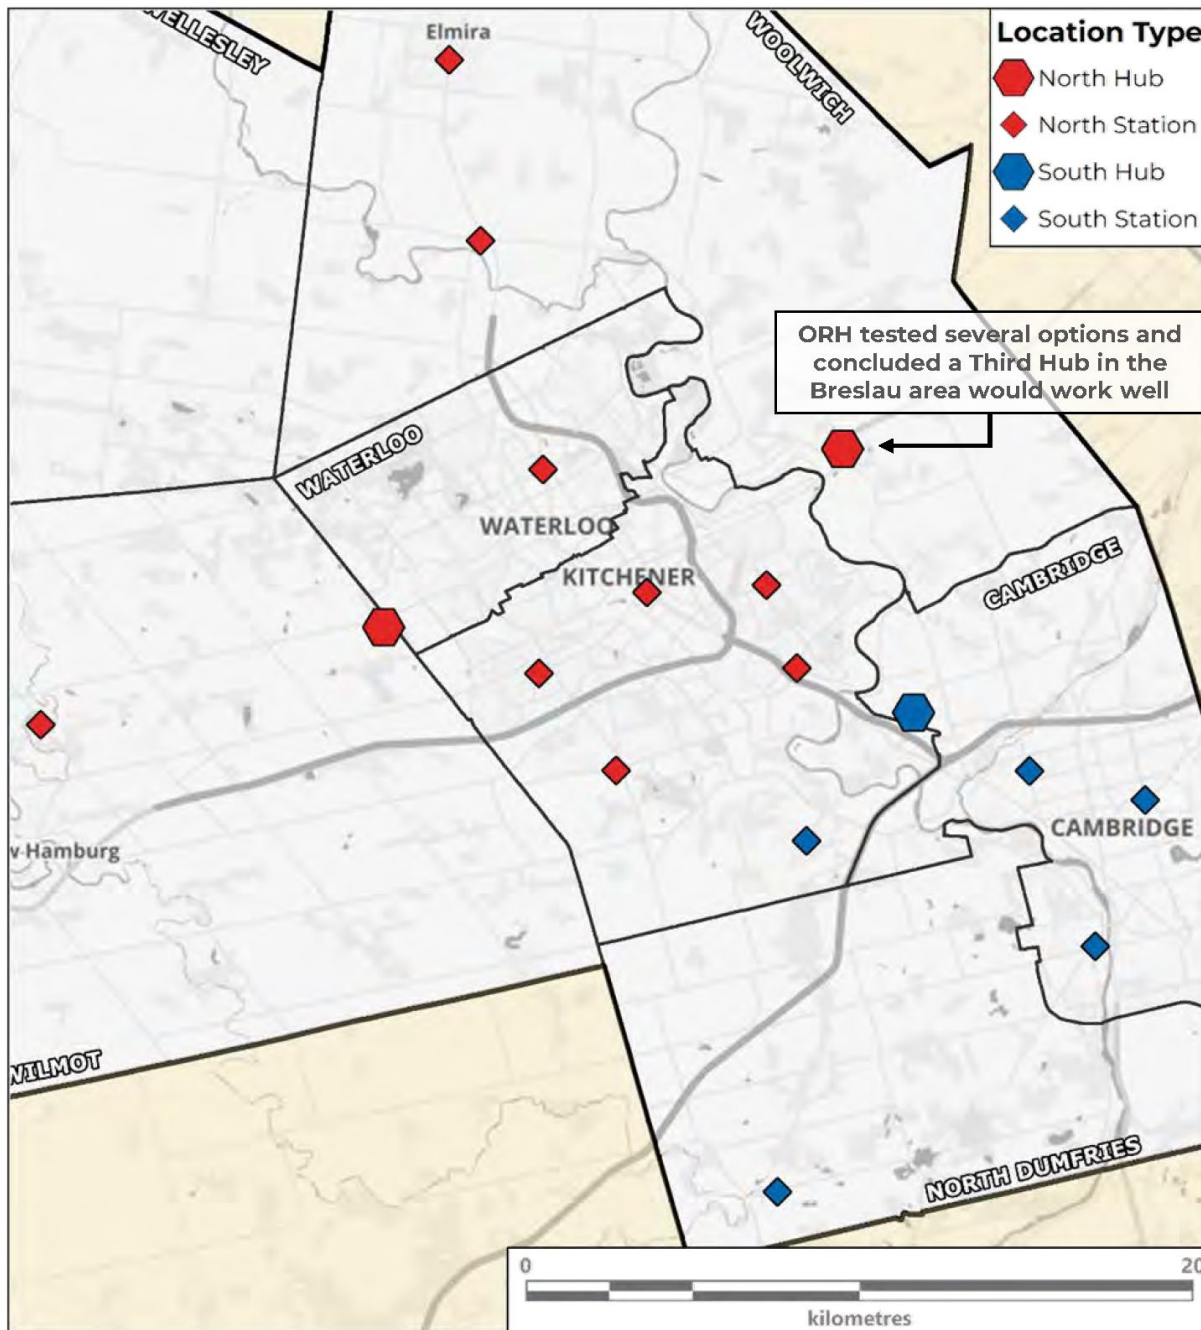 WELLESLEY
Elmira
WOOLWICH
Location Type
North Hub
North Station
South Hub
South Station
ORH tested several options and
concluded a Third Hub in the
Breslau area would work well
WATERLOO
WATERLOO
KITCHENER
CAMBRIDGE
CAMBRIDGE
w Hamburg
WILMOT
NORTH DUMFRIES
0
20
kilometres